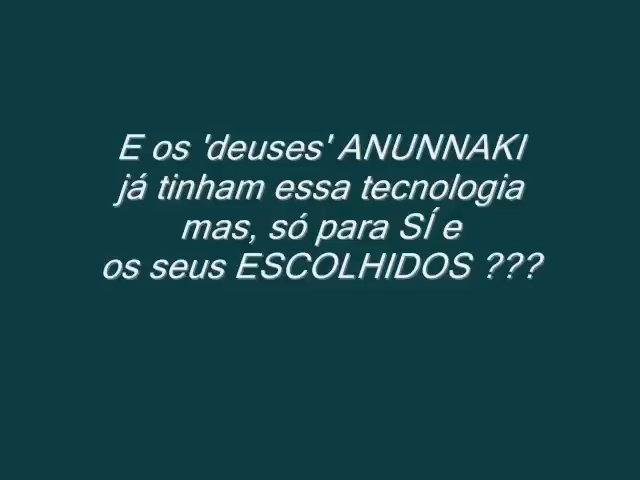 E os 'deuses' ANUNNAKI
já tinham essa tecnologia
mas, só para SÍ e
os seus ESCOLHIDOS ???